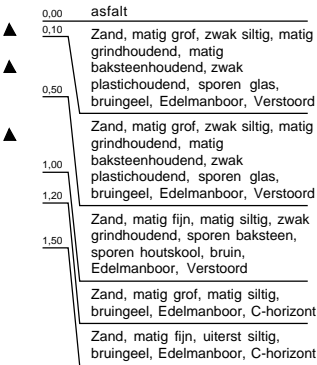 0,00 asfalt
0,10 Zand, matig grof, zwak siltig, matig
grindhoudend, matig
baksteenhoudend, zwak
plastichoudend, sporen glas,
bruingeel, Edelmanboor, Verstoord
0,50
Zand, matig grof, zwak siltig, matig
grindhoudend, matig
baksteenhoudend, zwak
plastichoudend, sporen glas,
bruingeel, Edelmanboor, Verstoord
1,00
1,20
Zand, matig fijn, matig siltig, zwak
grindhoudend, sporen baksteen,
sporen houtskool, bruin,
Edelmanboor, Verstoord
1,50
Zand, matig grof, matig siltig,
bruingeel, Edelmanboor, C-horizont
Zand, matig fijn, uiterst siltig,
bruingeel, Edelmanboor, C-horizont